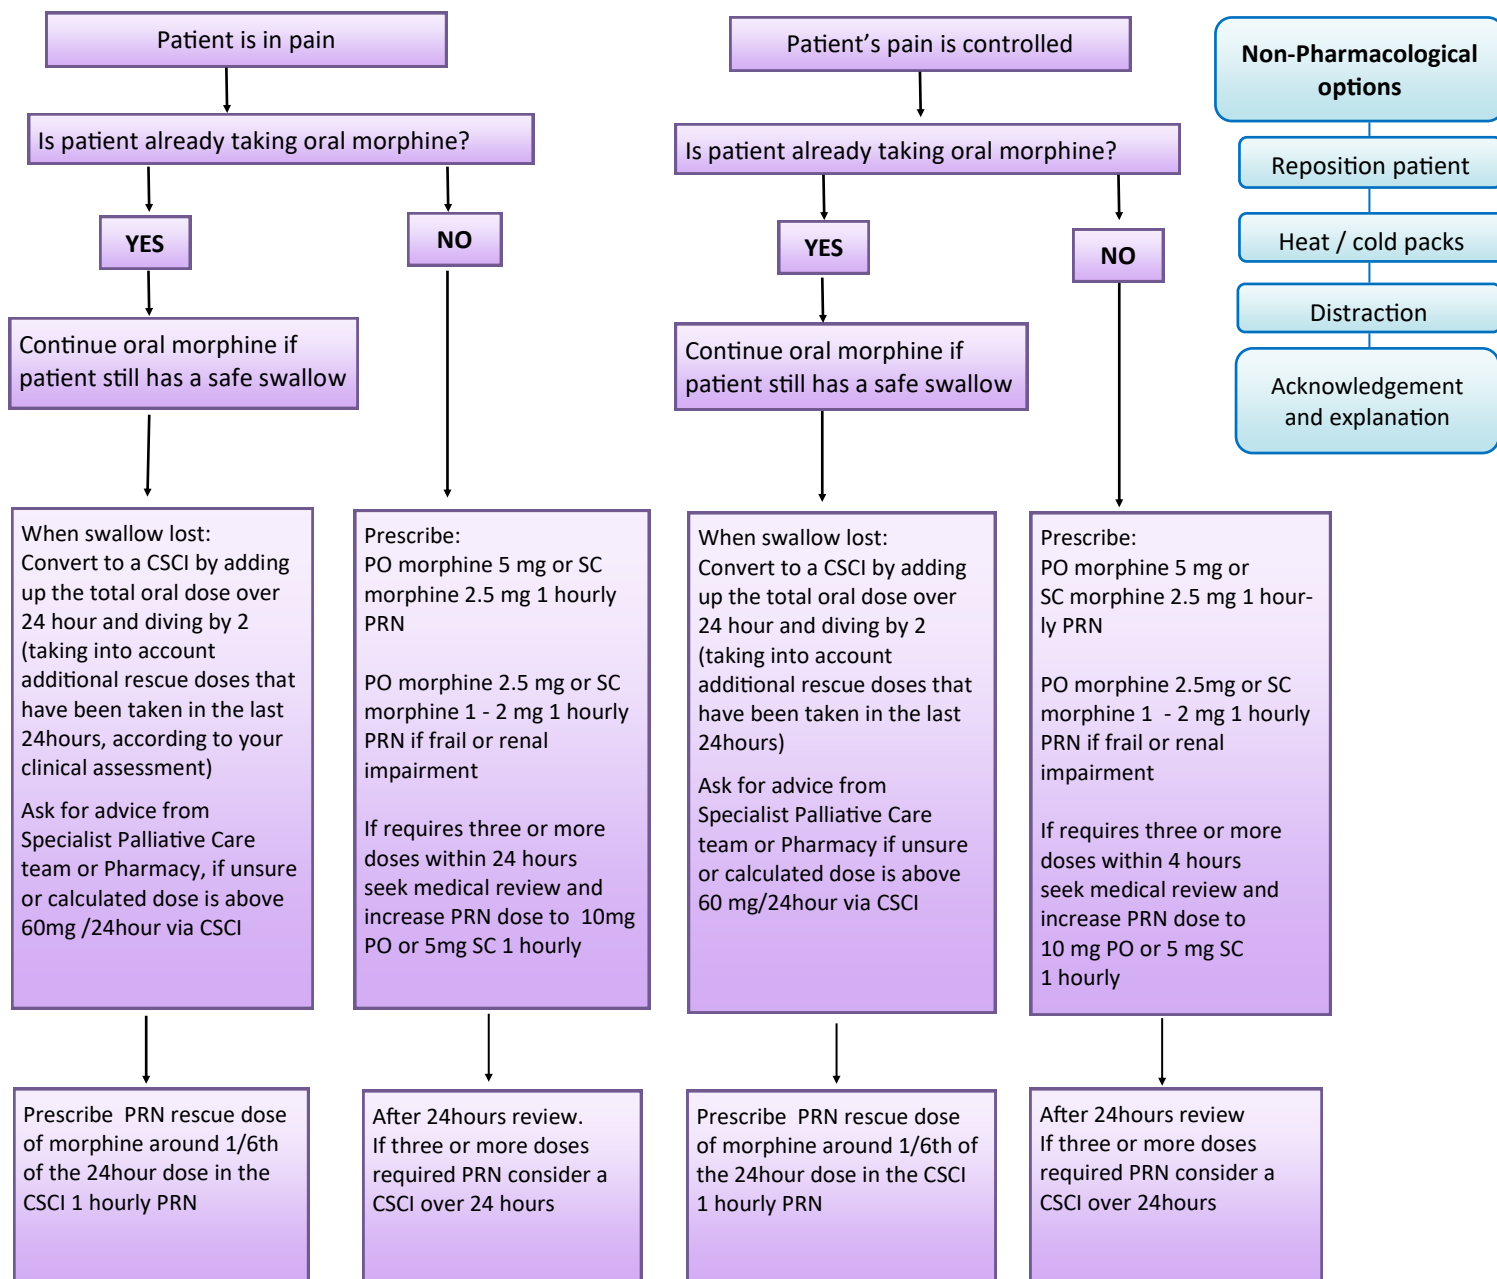 Patient is in pain
Is patient already taking oral morphine?
YES
NO
Continue oral morphine if
patient still has a safe swallow
When swallow lost:
Convert to a CSCI by adding
up the total oral dose over
24 hour and diving by 2
(taking into account
additional rescue doses that
have been taken in the last
24hours, according to your
clinical assessment)
Ask for advice from
Specialist Palliative Care
team or Pharmacy, if unsure
or calculated dose is above
60mg /24hour via CSCI
Prescribe:
PO morphine 5 mg or SC
morphine 2.5 mg 1 hourly
PRN
PO morphine 2.5 mg or SC
morphine 1 - 2 mg 1 hourly
PRN if frail or renal
impairment
If requires three or more
doses within 24 hours
seek medical review and
increase PRN dose to 10mg
PO or 5mg SC 1 hourly
Prescribe PRN rescue dose
of morphine around 1/6th
of the 24hour dose in the
CSCI 1 hourly PRN
After 24hours review.
If three or more doses
required PRN consider a
CSCI over 24 hours
Patient’s pain is controlled
Is patient already taking oral morphine?
YES
NO
Continue oral morphine if
patient still has a safe swallow
When swallow lost:
Convert to a CSCI by adding
up the total oral dose over
24 hour and diving by 2
(taking into account
additional rescue doses that
have been taken in the last
24hours)
Ask for advice from
Specialist Palliative Care
team or Pharmacy if unsure
or calculated dose is above
60 mg/24hour via CSCI
Prescribe:
PO morphine 5 mg or
SC morphine 2.5 mg 1 hour-
ly PRN
PO morphine 2.5mg or SC
morphine 1 - 2 mg 1 hourly
PRN if frail or renal
impairment
If requires three or more
doses within 4 hours
seek medical review and
increase PRN dose to
10 mg PO or 5 mg SC
1 hourly
Prescribe PRN rescue dose
of morphine around 1/6th of
the 24hour dose in the CSCI
1 hourly PRN
After 24hours review
If three or more doses
required PRN consider a
CSCI over 24hours
Non-Pharmacological
options
Reposition patient
Heat / cold packs
Distraction
Acknowledgement
and explanation